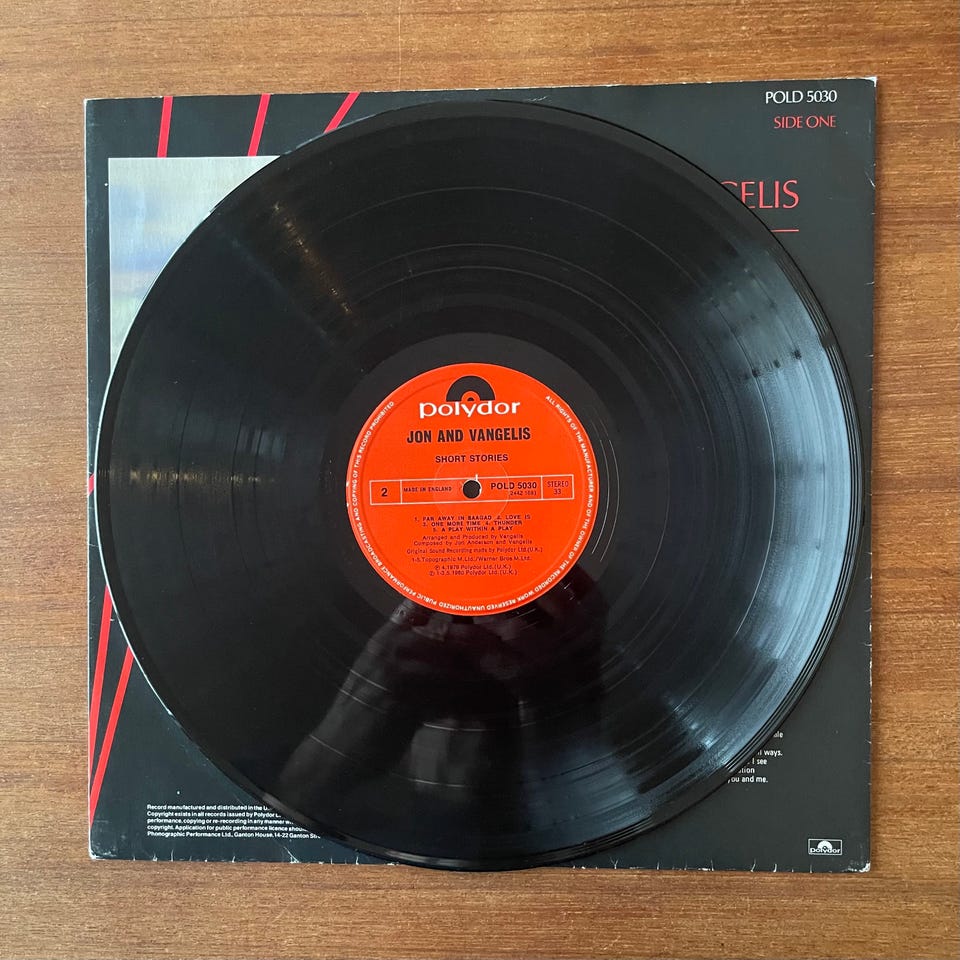 POLD 5030
SIDE ONE
GELIS
polydor
JON AND VANGELIS
SHORT STORIES
2
MADE IN ENGLAND
POLD 5030
2442 1691
STEREO
33
1. FAR AWAY IN BAAGAD 2. LOVE IS
3. ONE MORE TIME 4. THUNDER
5. A PLAY WITHIN A PLAY
Arranged and Produced by Vangelis
Composed by Jon Anderson and Vangelis
Original Sound Recording made by Polydor Ltd.(U.K.)
1-5. Topographic M.Ltd./Warner Bros M.Ltd.
℗ 4.1979 Polydor Ltd.(U.K.)
℗ 1-3,5.1980 Polydor Ltd.(U.K.)
ALL RIGHTS OF THE MANUFACTURER AND OF THE OWNER OF THE RECORDED WORK RESERVED UNAUTHORIZED PUBLIC PERFORMANCE BROADCASTING AND COPYING OF THIS RECORD PROHIBITED
ways.
I see
you and me.
Record manufactured and distributed in the U.
Copyright exists in all records issued by Polydor L
performance, copying or re-recording in any manner w
copyright. Application for public performance licence shou
Phonographic Performance Ltd., Ganton House, 14-22 Ganton Str
polydor